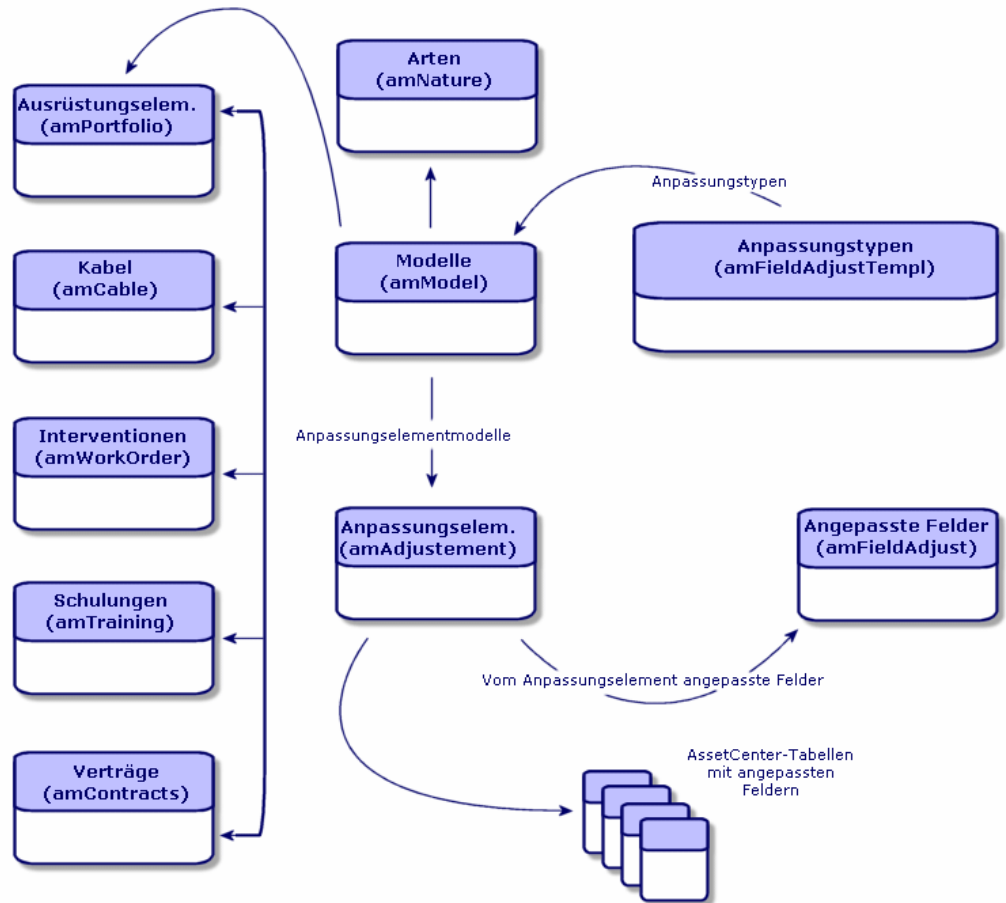 Arten
(amNature)
Ausrüstungselem.
(amPortfolio)
Anpassungstypen
Modelle
(amModel)
Anpassungstypen
(amFieldAdjustTempl)
Kabel
(amCable)
Anpassungselementmodelle
Interventionen
(amWorkOrder)
Anpassungselem.
(amAdjustement)
Angepasste Felder
(amFieldAdjust)
Schulungen
(amTraining)
Vom Anpassungselement angepasste Felder
Verträge
(amContracts)
AssetCenter-Tabellen
mit angepassten
Feldern